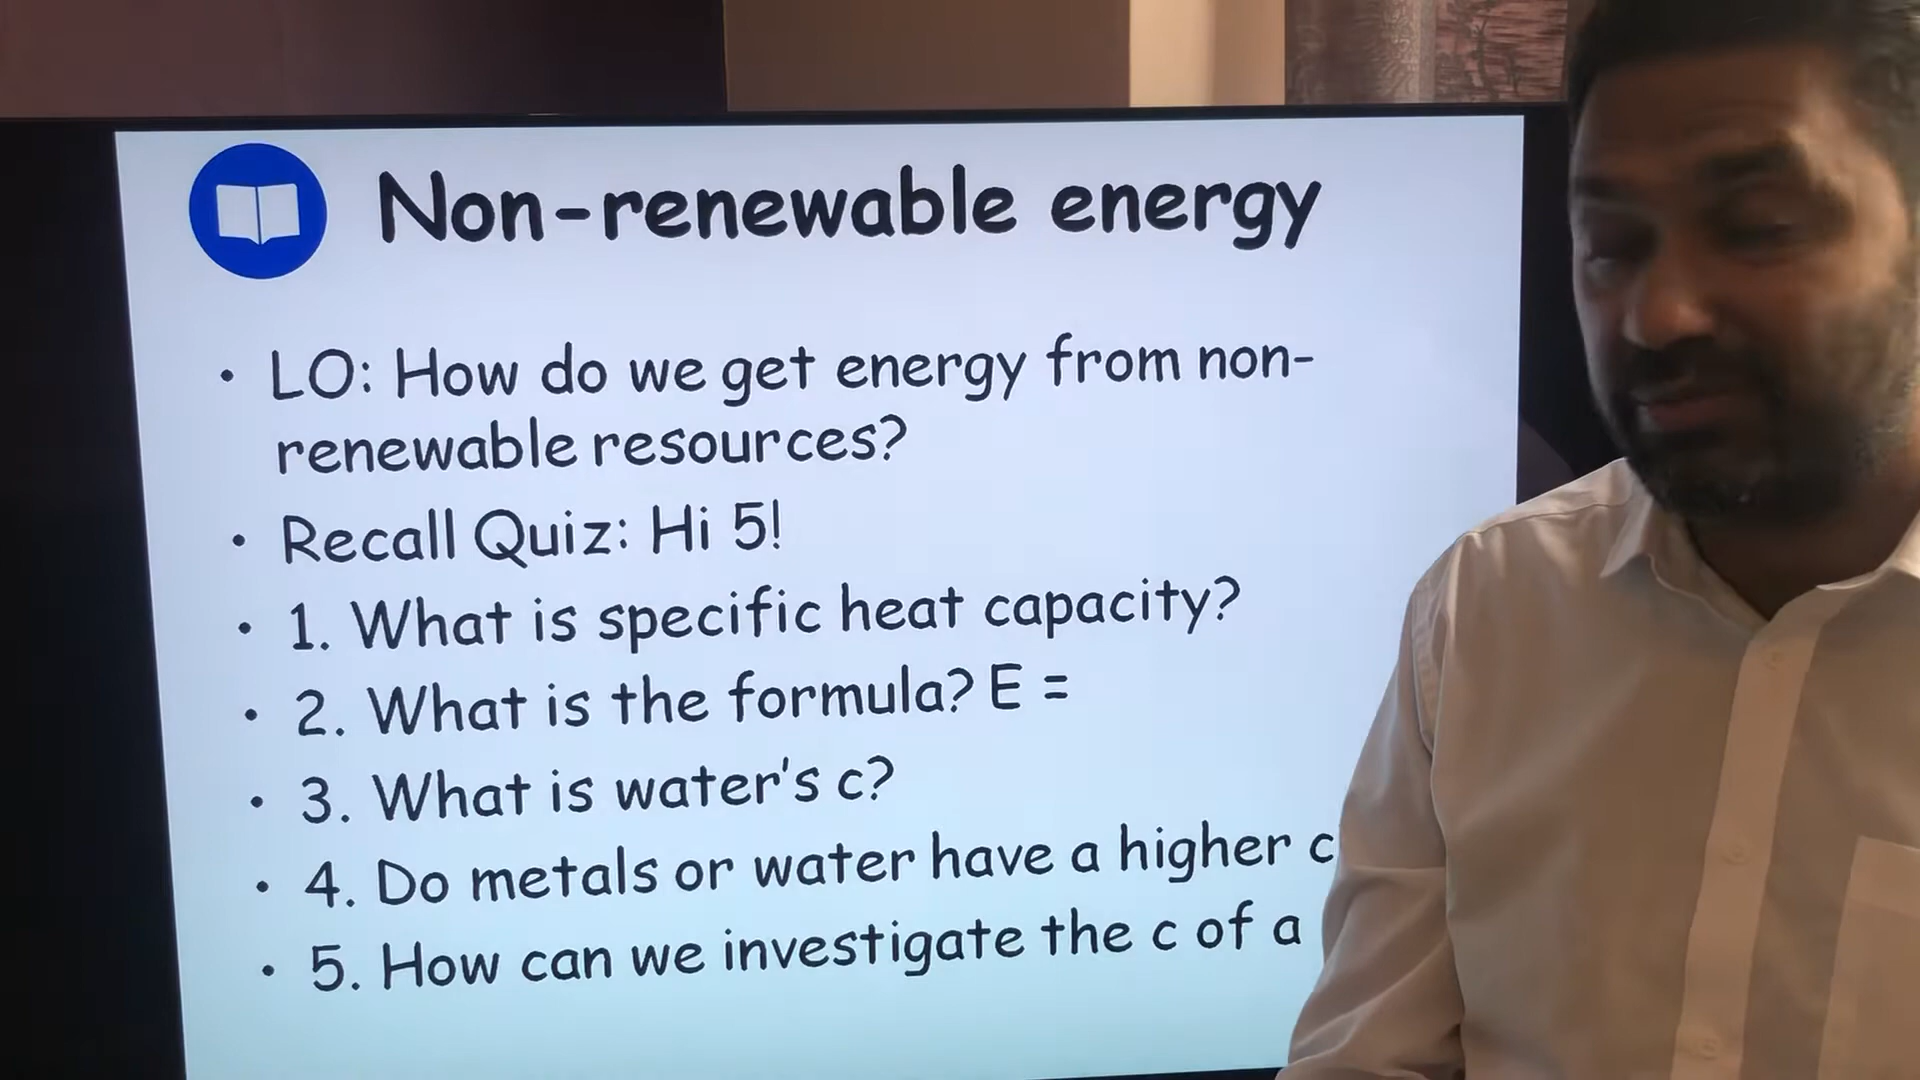 Non-renewable energy
• LO: How do we get energy from non-
renewable resources?
• Recall Quiz: Hi 5!
• 1. What is specific heat capacity?
• 2. What is the formula? E =
• 3. What is water's c?
• 4. Do metals or water have a higher c
• 5. How can we investigate the c of a